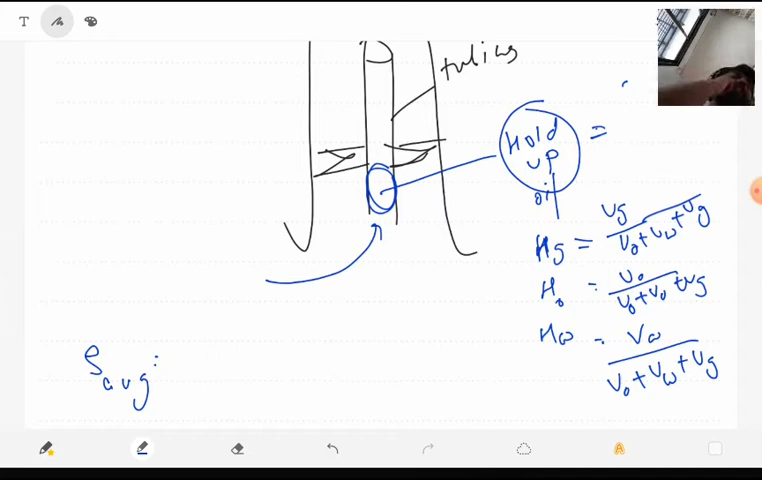 T
tubing
Hold
up
oil
=
Hg = Vg / Vo + Vw + Vg
Ho = Vo / Vo + Vo + Vg
Hw = Vw / Vo + Vw + Vg
ρavg:
A